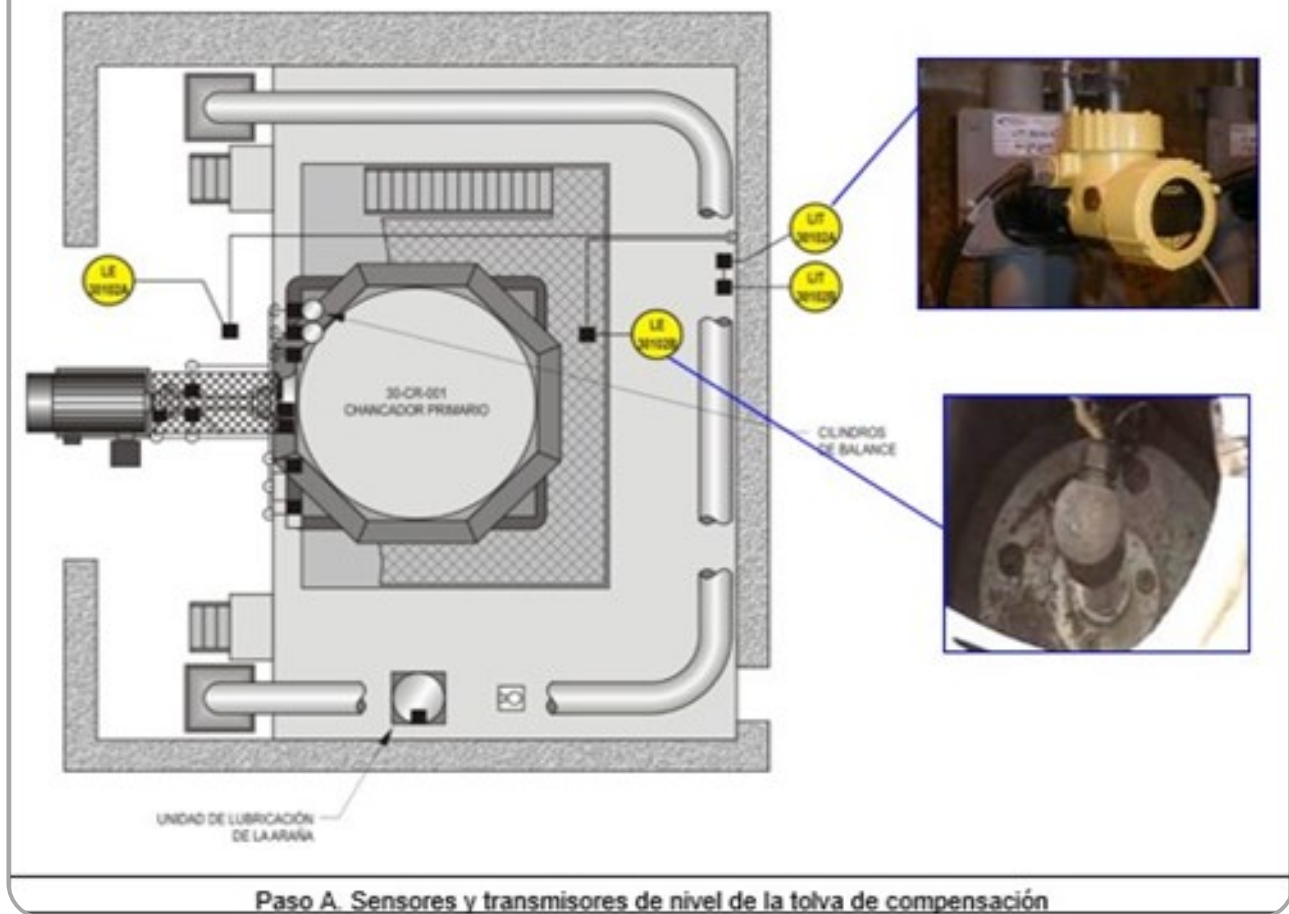 LIT
30102A
LE
30102A
LIT
30102B
LE
30102B
30-CR-001
CHANCADOR PRIMARIO
CILINDROS
DE BALANCE
UNIDAD DE LUBRICACIÓN
DE LA ARAÑA
Paso A. Sensores y transmisores de nivel de la tolva de compensación